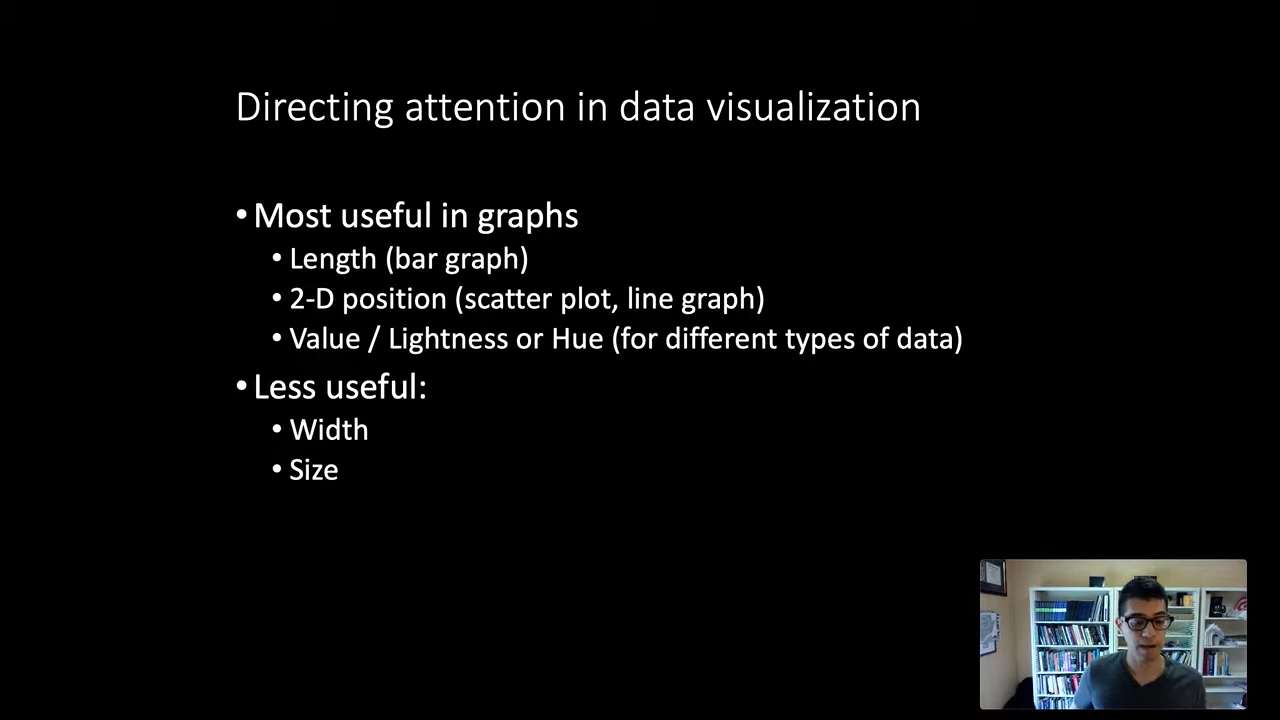 Directing attention in data visualization
• Most useful in graphs
• Length (bar graph)
• 2-D position (scatter plot, line graph)
• Value / Lightness or Hue (for different types of data)
• Less useful:
• Width
• Size